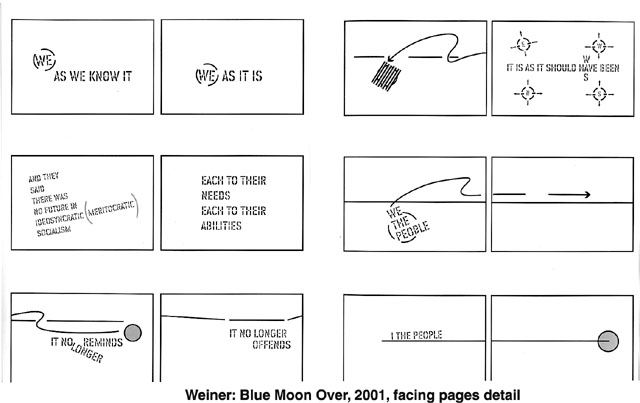 WE
AS WE KNOW IT
WE AS IT IS
AND THEY
SAID
THERE WAS
NO FUTURE IN
IDEOSYNCRATIC (MERITOCRATIC)
SOCIALISM
EACH TO THEIR
NEEDS
EACH TO THEIR
ABILITIES
IT NO LONGER REMINDS
IT NO LONGER
OFFENDS
W
W
IT IS AS IT SHOULD HAVE BEEN
S
S
WE
THE
PEOPLE
I THE PEOPLE
Weiner: Blue Moon Over, 2001, facing pages detail